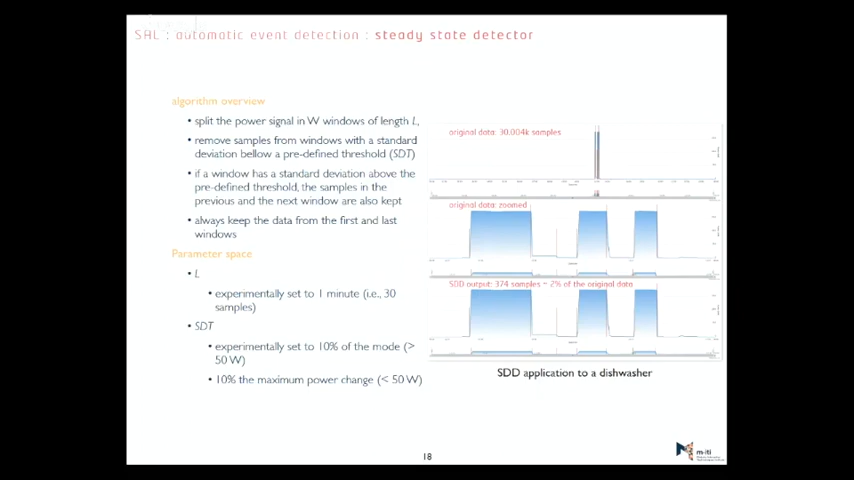 SAL : automatic event detection : steady state detector
algorithm overview
• split the power signal in W windows of length L,
• remove samples from windows with a standard
deviation bellow a pre-defined threshold (SDT)
• if a window has a standard deviation above the
pre-defined threshold, the samples in the
previous and the next window are also kept
• always keep the data from the first and last
windows
Parameter space
• L
• experimentally set to 1 minute (i.e., 30
samples)
• SDT
• experimentally set to 10% of the mode (>
50 W)
• 10% the maximum power change (< 50 W)
original data: 30.004k samples
original data: zoomed
SDD output: 374 samples ~ 2% of the original data
SDD application to a dishwasher
18
m-iti